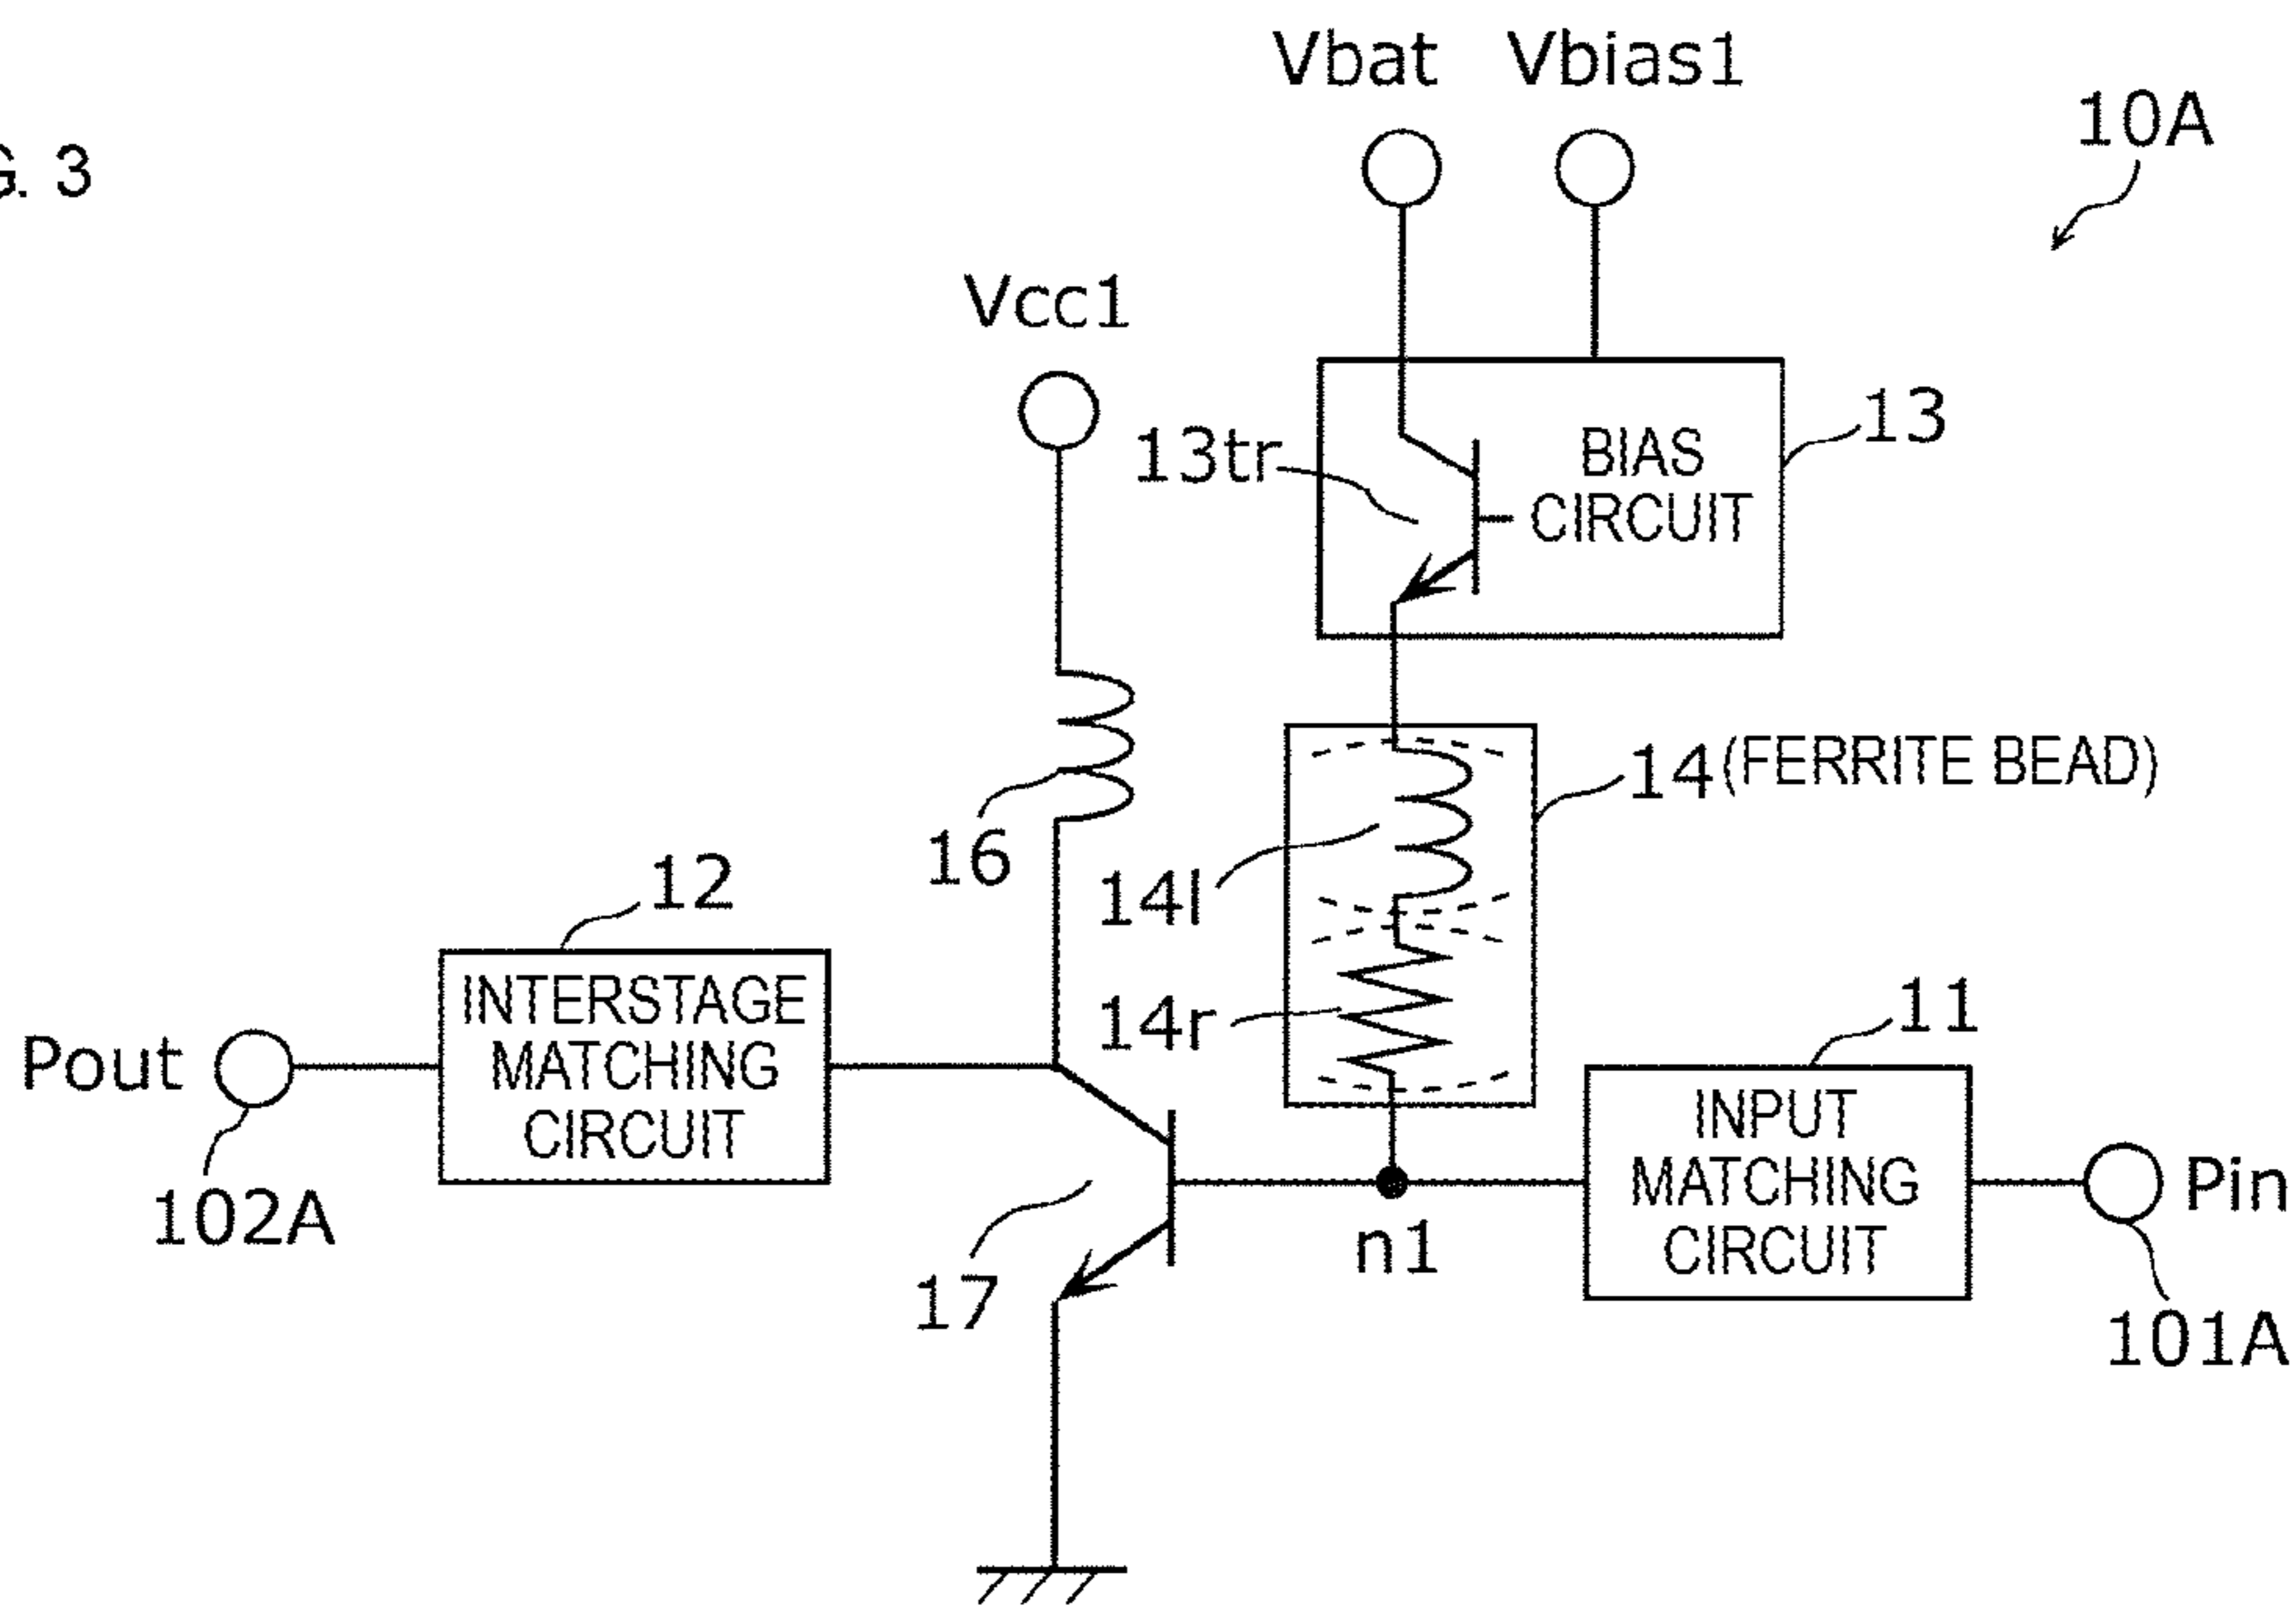 Vbat Vbias1
10A
G. 3
Vcc1
13
13tr
BIAS
CIRCUIT
14 (FERRITE BEAD)
16
14l
12
14r
11
INTERSTAGE
MATCHING
CIRCUIT
Pout
INPUT
MATCHING
CIRCUIT
Pin
102A
n1
17
101A